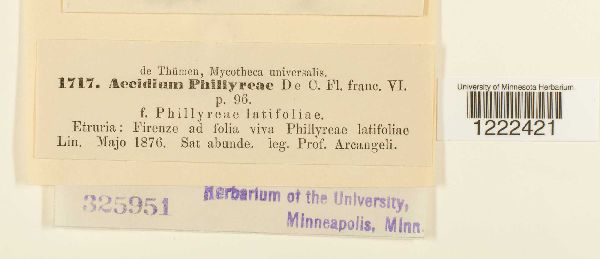 de Thümen, Mycotheca universalis.
1717. Aecidium Phillyreae De C. Fl. franc. VI.
p. 96.
f. Phillyreae latifoliae.
Etruria: Firenze ad folia viva Phillyreae latifoliae
Lin. Majo 1876. Sat abunde. leg. Prof. Arcangeli.
University of Minnesota Herbarium
1222421
325951
Herbarium of the University,
Minneapolis, Minn.